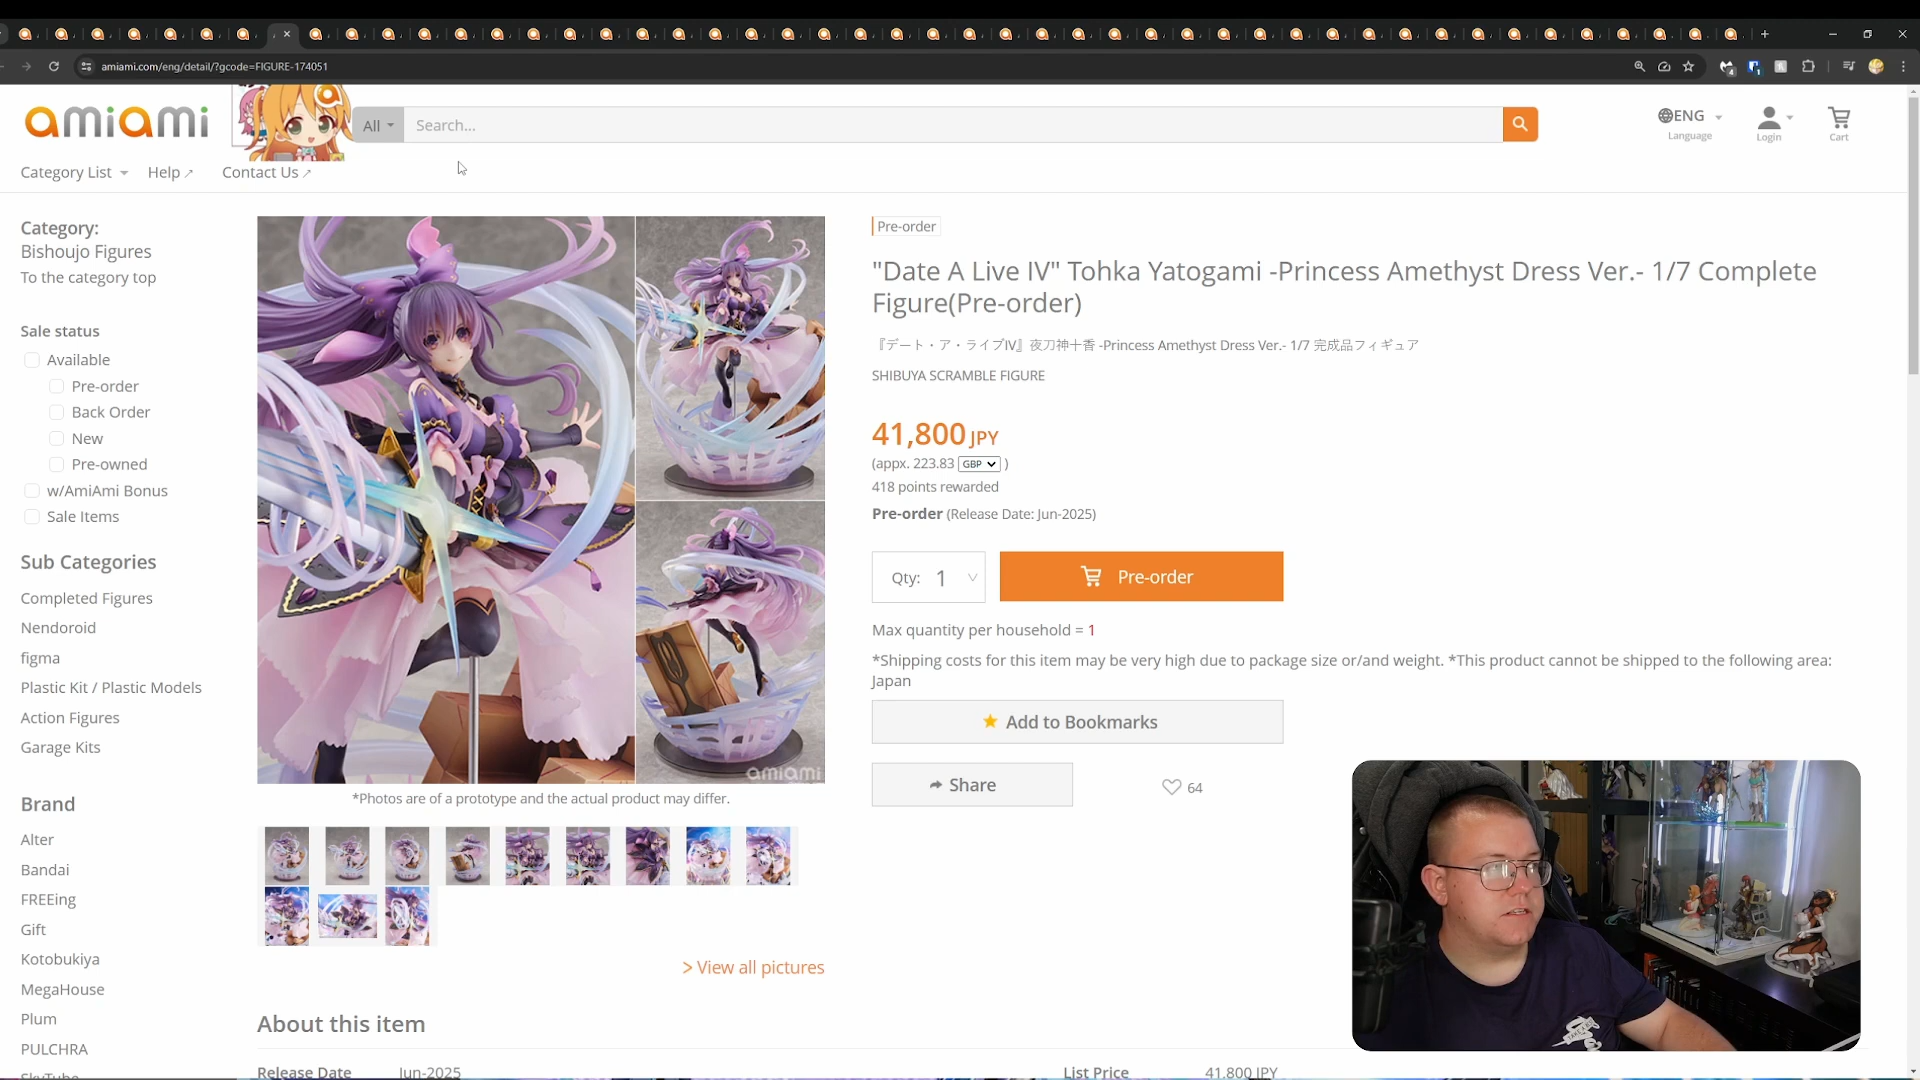 amiami.com/eng/detail/?gcode=FIGURE-174051
amiami
All
Search...
ENG
Language
Login
Cart
Category List
Help
Contact Us
Category:
Bishoujo Figures
To the category top
Sale status
Available
Pre-order
Back Order
New
Pre-owned
w/AmiAmi Bonus
Sale Items
Sub Categories
Completed Figures
Nendoroid
figma
Plastic Kit / Plastic Models
Action Figures
Garage Kits
Brand
Alter
Bandai
FREEing
Gift
Kotobukiya
MegaHouse
Plum
PULCHRA
SkyTube
amiami
*Photos are of a prototype and the actual product may differ.
> View all pictures
Pre-order
"Date A Live IV" Tohka Yatogami -Princess Amethyst Dress Ver.- 1/7 Complete
Figure(Pre-order)
『デート・ア・ライブIV』夜刀神十香 -Princess Amethyst Dress Ver.- 1/7 完成品フィギュア
SHIBUYA SCRAMBLE FIGURE
41,800 JPY
(appx. 223.83 GBP )
418 points rewarded
Pre-order (Release Date: Jun-2025)
Qty: 1
Pre-order
Max quantity per household = 1
*Shipping costs for this item may be very high due to package size or/and weight. *This product cannot be shipped to the following area:
Japan
Add to Bookmarks
Share
64
About this item
Release Date Jun-2025
List Price 41,800 JPY